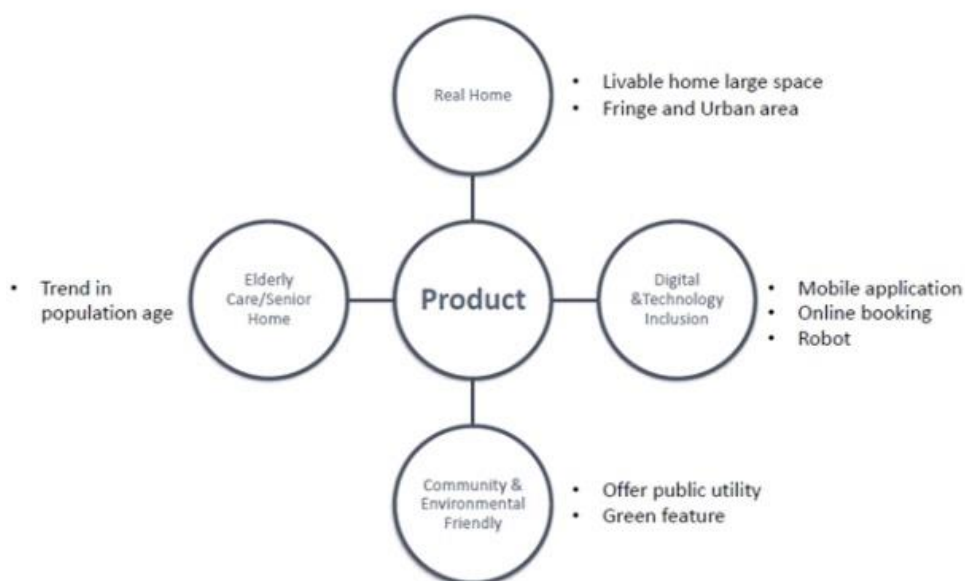 Real Home
• Livable home large space
• Fringe and Urban area
• Trend in
population age
Elderly
Care/Senior
Home
Product
Digital
&Technology
Inclusion
• Mobile application
• Online booking
• Robot
Community &
Environmental
Friendly
• Offer public utility
• Green feature